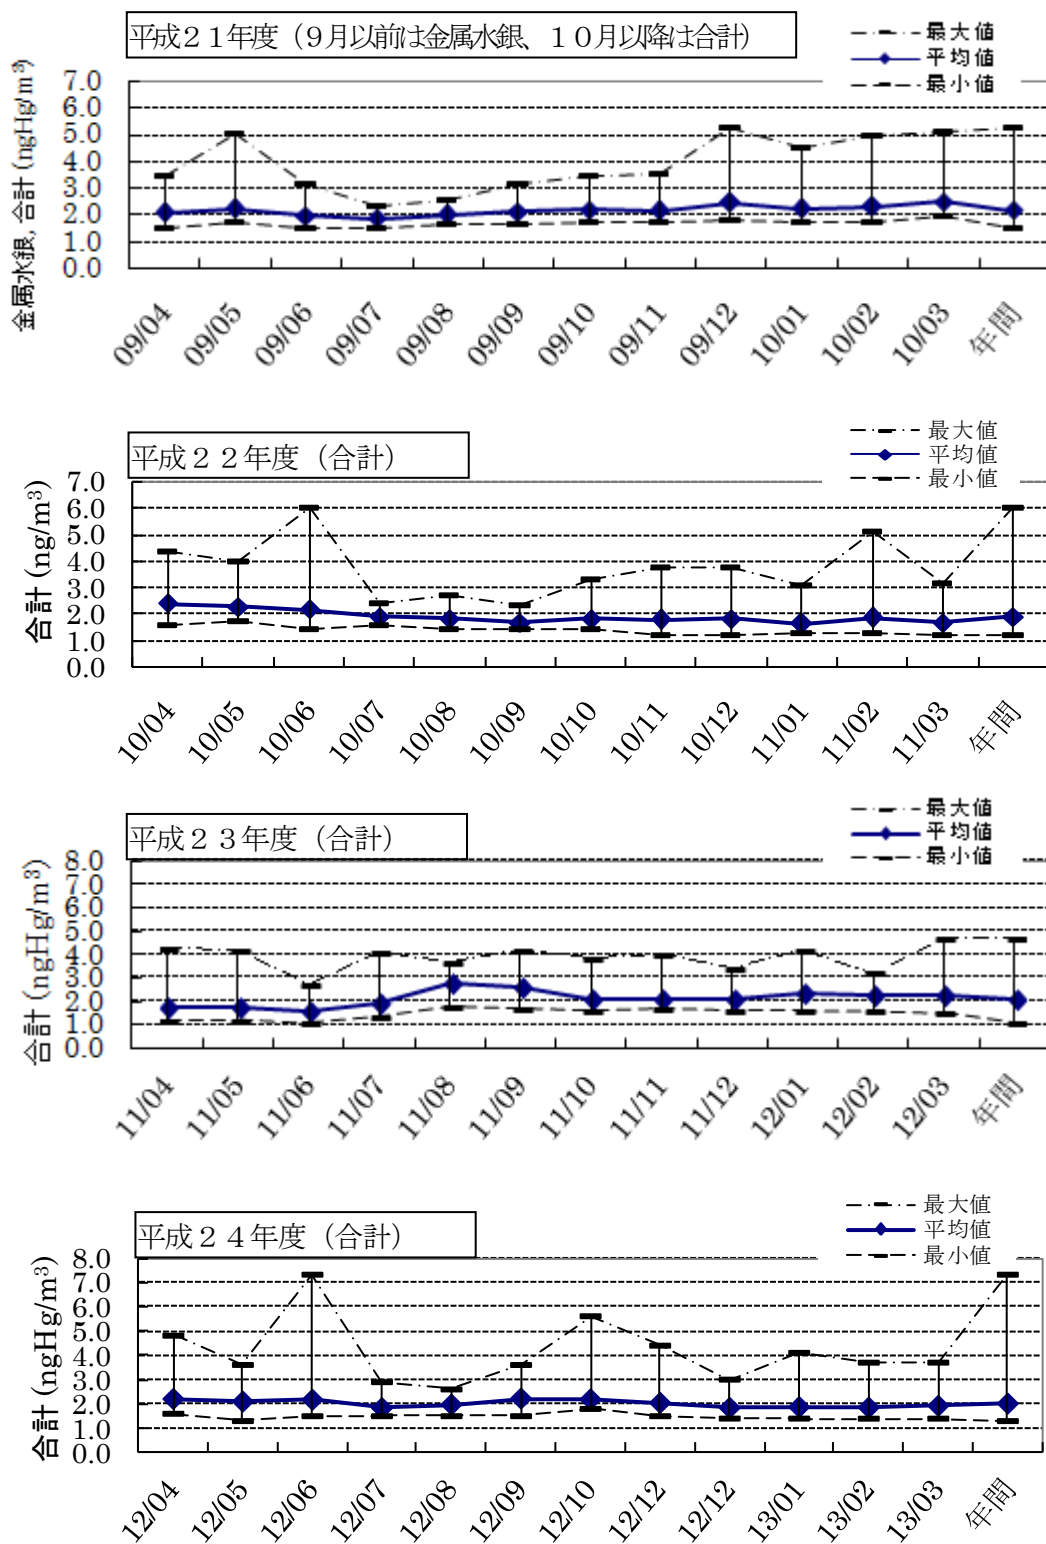 平成２１年度（９月以前は金属水銀、１０月以降は合計）
最大値
平均値
最小値
金属水銀, 合計 (ngHg/m³)
7.0
6.0
5.0
4.0
3.0
2.0
1.0
0.0
09/04 09/05 09/06 09/07 09/08 09/09 09/10 09/11 09/12 10/01 10/02 10/03 年間
平成２２年度（合計）
最大値
平均値
最小値
合計 (ng/m³)
7.0
6.0
5.0
4.0
3.0
2.0
1.0
0.0
10/04 10/05 10/06 10/07 10/08 10/09 10/10 10/11 10/12 11/01 11/02 11/03 年間
平成２３年度（合計）
最大値
平均値
最小値
合計 (ngHg/m³)
8.0
7.0
6.0
5.0
4.0
3.0
2.0
1.0
0.0
11/04 11/05 11/06 11/07 11/08 11/09 11/10 11/11 11/12 12/01 12/02 12/03 年間
平成２４年度（合計）
最大値
平均値
最小値
合計 (ngHg/m³)
8.0
7.0
6.0
5.0
4.0
3.0
2.0
1.0
0.0
12/04 12/05 12/06 12/07 12/08 12/09 12/10 12/12 12/12 13/01 13/02 13/03 年間